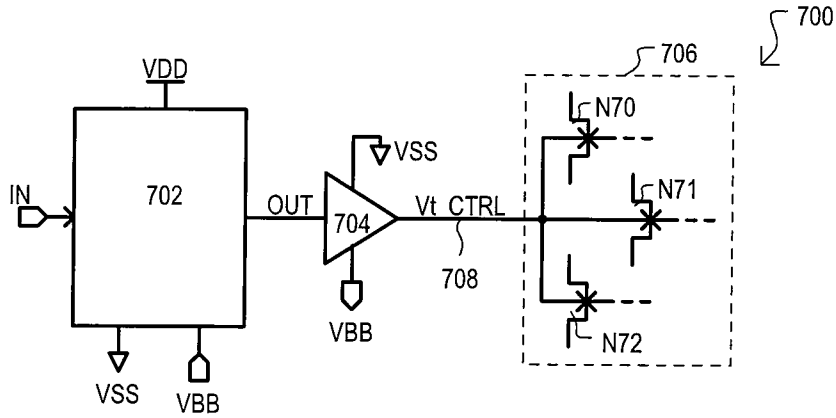 700
706
VDD
N70
IN
702
OUT
704
VSS
Vt CTRL
708
N71
VBB
N72
VSS
VBB